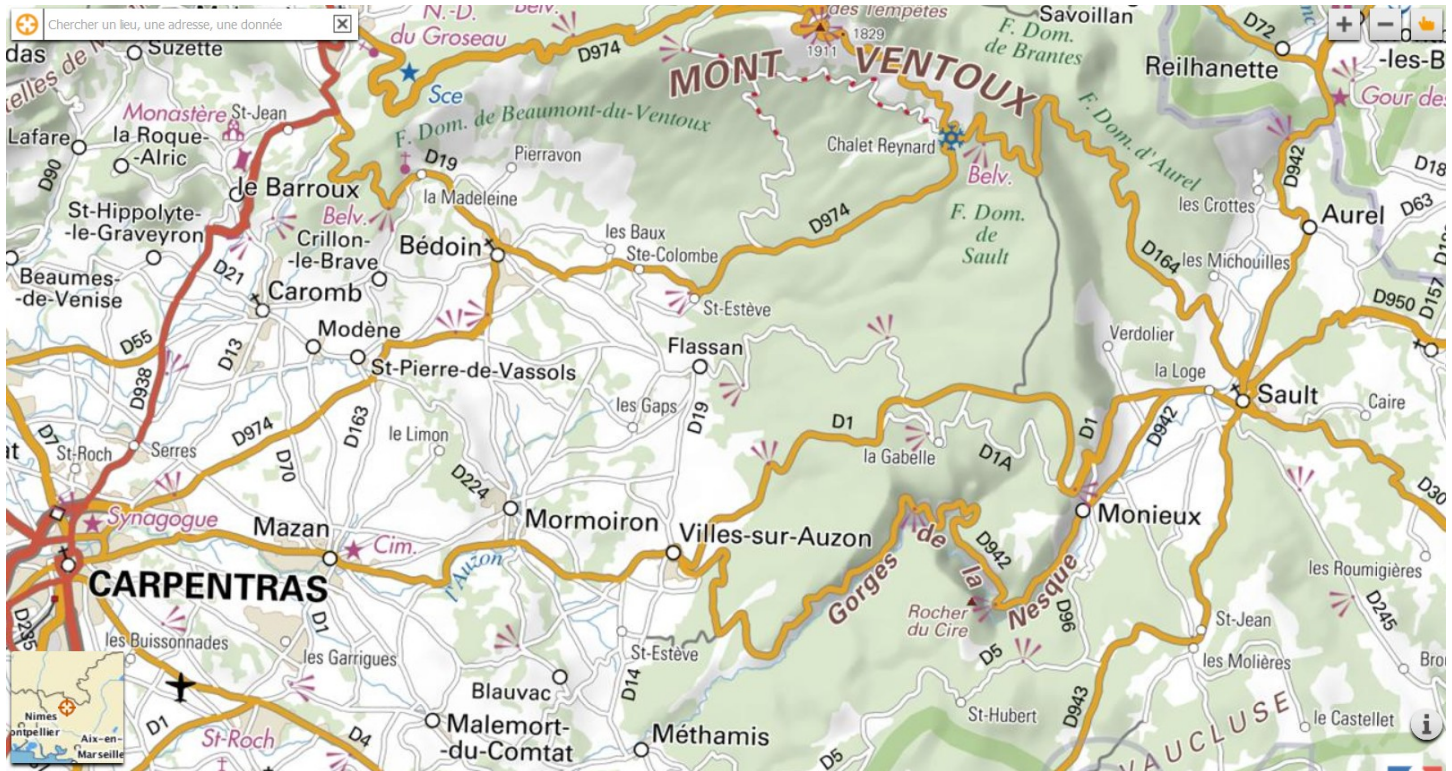 Chercher un lieu, une adresse, une donnée
N.-D.
du Groseau
Belv.
des Tempêtes
1829
1911
Savoillan
D72
das
Suzette
D974
MONT VENTOUX
F. Dom.
de Brantes
Reilhanette
-les-B
Gour des
Sce
Monastère
St-Jean
F. Dom. de Beaumont-du-Ventoux
Chalet Reynard
Belv.
F. Dom. d'Aurel
D942
D18
Lafare
la Roque-
-Alric
D90
D19
Pierravon
le Barroux
la Madeleine
Belv.
les Crottes
Aurel
D63
St-Hippolyte-
-le-Graveyron
Crillon-
-le-Brave
Bédoin
les Baux
Ste-Colombe
D974
F. Dom.
de
Sault
D164
les Michouilles
D21
Beaumes-
-de-Venise
Caromb
St-Estève
D950
D157
D55
D13
Modène
St-Pierre-de-Vassols
Flassan
Verdolier
D938
la Loge
Sault
D163
les Gaps
D19
D1
D1
D942
Caire
D7
St-Roch
Serres
D974
D70
le Limon
la Gabelle
D1A
D224
D30
Synagogue
Mazan
Cim.
Mormoiron
Villes-sur-Auzon
Monieux
CARPENTRAS
l'Auzon
Gorges de la Nesque
D942
les Roumigières
D235
D1
Rocher
du Cire
D96
D245
St-Jean
les Buissonnades
les Garrigues
St-Estève
D14
D5
les Molières
Blauvac
St-Hubert
D943
Nimes
Aix-en-
Marseille
D1
St-Roch
D4
Malemort-
-du-Comtat
Méthamis
D5
VAUCLUSE
le Castellet